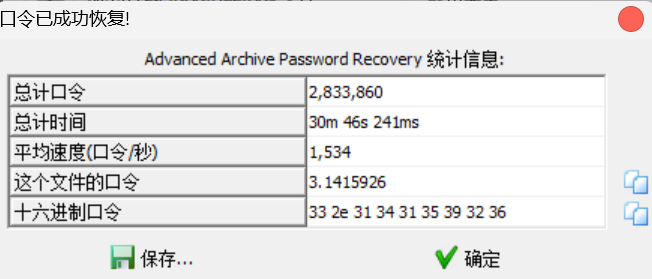 口令已成功恢复!
Advanced Archive Password Recovery 统计信息:
总计口令 2,833,860
总计时间 30m 46s 241ms
平均速度(口令/秒) 1,534
这个文件的口令 3.1415926
十六进制口令 33 2e 31 34 31 35 39 32 36
保存... 确定